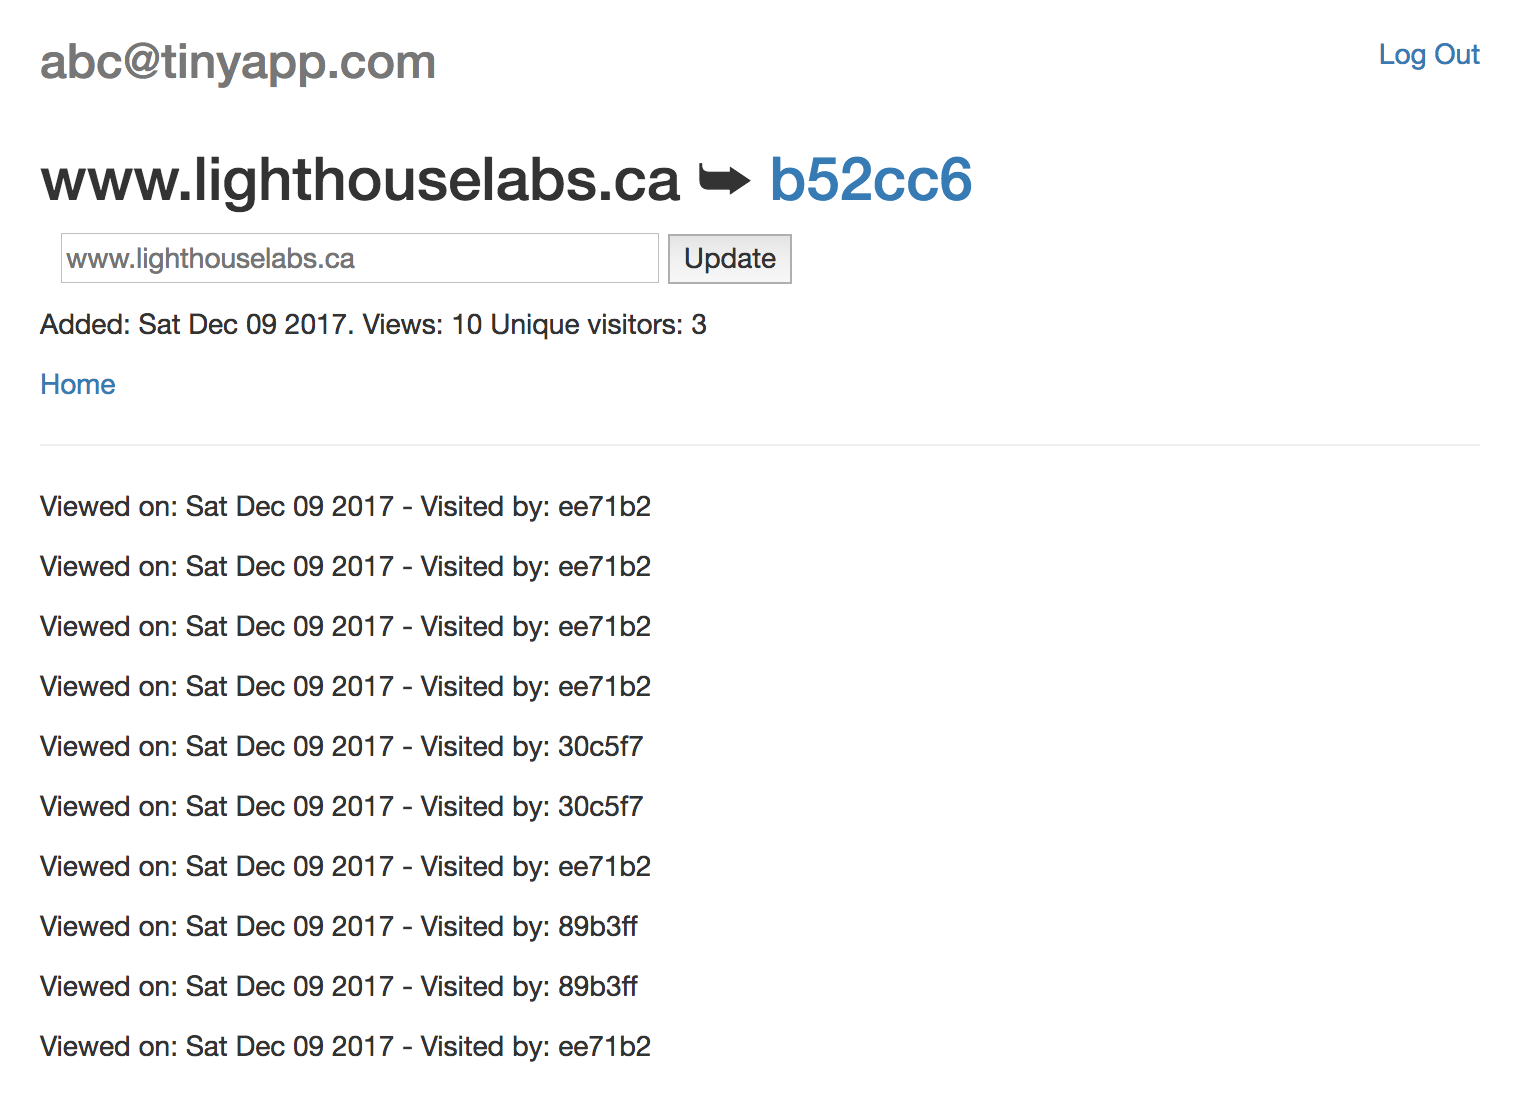 abc@tinyapp.com
Log Out
www.lighthouselabs.ca ➥ b52cc6
www.lighthouselabs.ca
Update
Added: Sat Dec 09 2017. Views: 10 Unique visitors: 3
Home
Viewed on: Sat Dec 09 2017 - Visited by: ee71b2
Viewed on: Sat Dec 09 2017 - Visited by: ee71b2
Viewed on: Sat Dec 09 2017 - Visited by: ee71b2
Viewed on: Sat Dec 09 2017 - Visited by: ee71b2
Viewed on: Sat Dec 09 2017 - Visited by: 30c5f7
Viewed on: Sat Dec 09 2017 - Visited by: 30c5f7
Viewed on: Sat Dec 09 2017 - Visited by: ee71b2
Viewed on: Sat Dec 09 2017 - Visited by: 89b3ff
Viewed on: Sat Dec 09 2017 - Visited by: 89b3ff
Viewed on: Sat Dec 09 2017 - Visited by: ee71b2